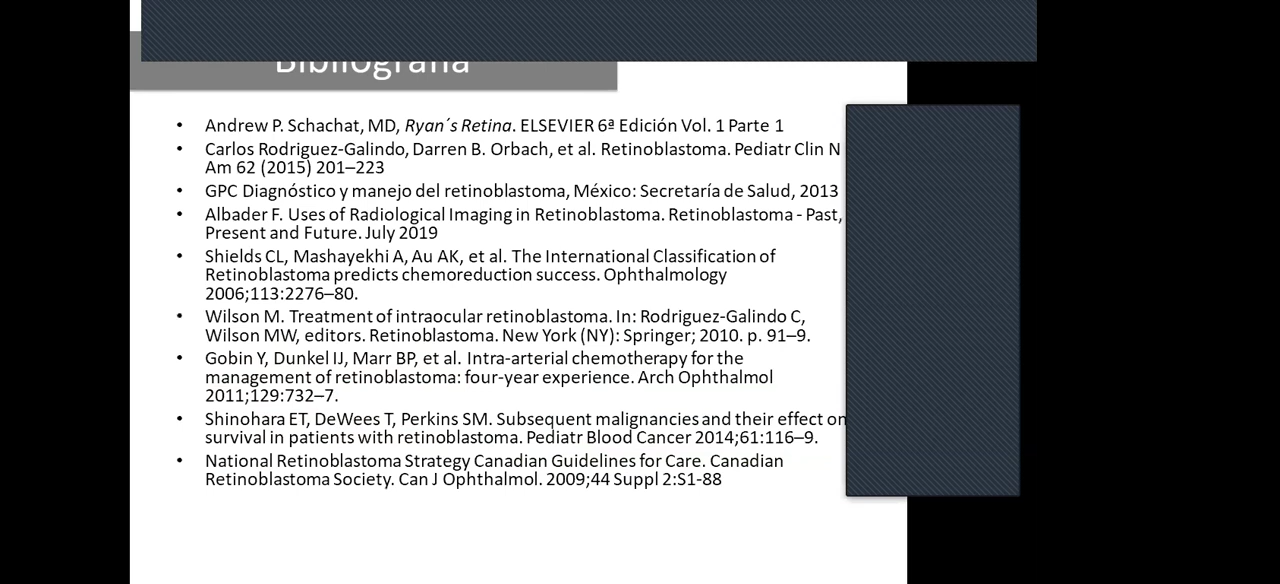 Bibliografía
• Andrew P. Schachat, MD, Ryan´s Retina. ELSEVIER 6ª Edición Vol. 1 Parte 1
• Carlos Rodriguez-Galindo, Darren B. Orbach, et al. Retinoblastoma. Pediatr Clin N
Am 62 (2015) 201–223
• GPC Diagnóstico y manejo del retinoblastoma, México: Secretaría de Salud, 2013
• Albader F. Uses of Radiological Imaging in Retinoblastoma. Retinoblastoma - Past,
Present and Future. July 2019
• Shields CL, Mashayekhi A, Au AK, et al. The International Classification of
Retinoblastoma predicts chemoreduction success. Ophthalmology
2006;113:2276–80.
• Wilson M. Treatment of intraocular retinoblastoma. In: Rodriguez-Galindo C,
Wilson MW, editors. Retinoblastoma. New York (NY): Springer; 2010. p. 91–9.
• Gobin Y, Dunkel IJ, Marr BP, et al. Intra-arterial chemotherapy for the
management of retinoblastoma: four-year experience. Arch Ophthalmol
2011;129:732–7.
• Shinohara ET, DeWees T, Perkins SM. Subsequent malignancies and their effect on
survival in patients with retinoblastoma. Pediatr Blood Cancer 2014;61:116–9.
• National Retinoblastoma Strategy Canadian Guidelines for Care. Canadian
Retinoblastoma Society. Can J Ophthalmol. 2009;44 Suppl 2:S1-88